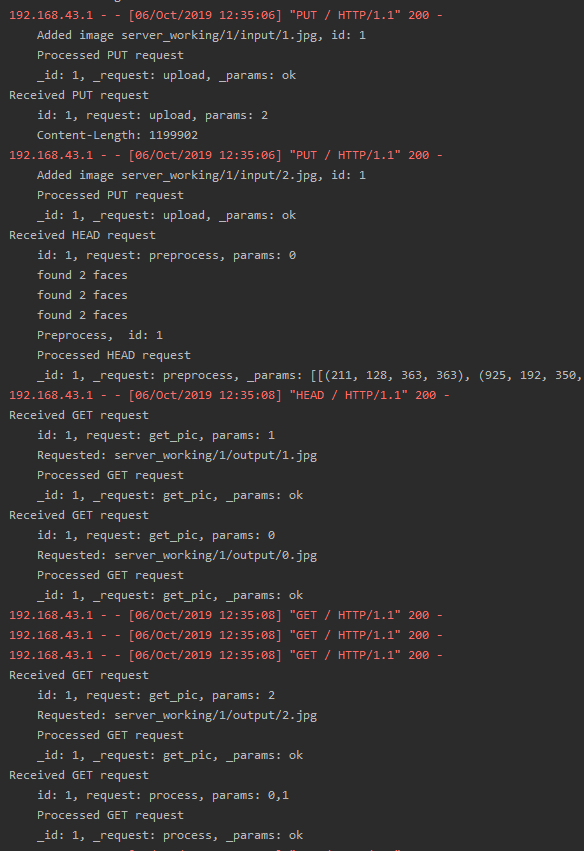 192.168.43.1 - - [06/Oct/2019 12:35:06] "PUT / HTTP/1.1" 200 -
Added image server_working/1/input/1.jpg, id: 1
Processed PUT request
_id: 1, _request: upload, _params: ok
Received PUT request
id: 1, request: upload, params: 2
Content-Length: 1199902
192.168.43.1 - - [06/Oct/2019 12:35:06] "PUT / HTTP/1.1" 200 -
Added image server_working/1/input/2.jpg, id: 1
Processed PUT request
_id: 1, _request: upload, _params: ok
Received HEAD request
id: 1, request: preprocess, params: 0
found 2 faces
found 2 faces
found 2 faces
Preprocess,  id: 1
Processed HEAD request
_id: 1, _request: preprocess, _params: [[(211, 128, 363, 363), (925, 192, 350,
192.168.43.1 - - [06/Oct/2019 12:35:08] "HEAD / HTTP/1.1" 200 -
Received GET request
id: 1, request: get_pic, params: 1
Requested: server_working/1/output/1.jpg
Processed GET request
_id: 1, _request: get_pic, _params: ok
Received GET request
id: 1, request: get_pic, params: 0
Requested: server_working/1/output/0.jpg
Processed GET request
_id: 1, _request: get_pic, _params: ok
192.168.43.1 - - [06/Oct/2019 12:35:08] "GET / HTTP/1.1" 200 -
192.168.43.1 - - [06/Oct/2019 12:35:08] "GET / HTTP/1.1" 200 -
192.168.43.1 - - [06/Oct/2019 12:35:08] "GET / HTTP/1.1" 200 -
Received GET request
id: 1, request: get_pic, params: 2
Requested: server_working/1/output/2.jpg
Processed GET request
_id: 1, _request: get_pic, _params: ok
Received GET request
id: 1, request: process, params: 0,1
Processed GET request
_id: 1, _request: process, _params: ok